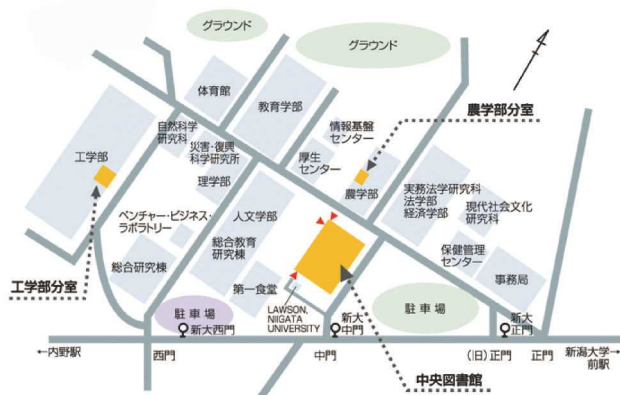 グラウンド
グラウンド
体育館
教育学部
農学部分室
情報基盤
センター
自然科学
研究科
災害・復興
科学研究所
厚生
センター
工学部
理学部
農学部
実務法学研究科
法学部
経済学部
現代社会文化
研究科
人文学部
ベンチャー・ビジネス・
ラボラトリー
総合教育
研究棟
保健管理
センター
総合研究棟
事務局
工学部分室
第一食堂
LAWSON,
NIIGATA
UNIVERSITY
駐車場
駐車場
新大西門
新大
中門
新大
正門
←内野駅
西門
中門
(旧)正門
正門
新潟大学→
前駅
中央図書館